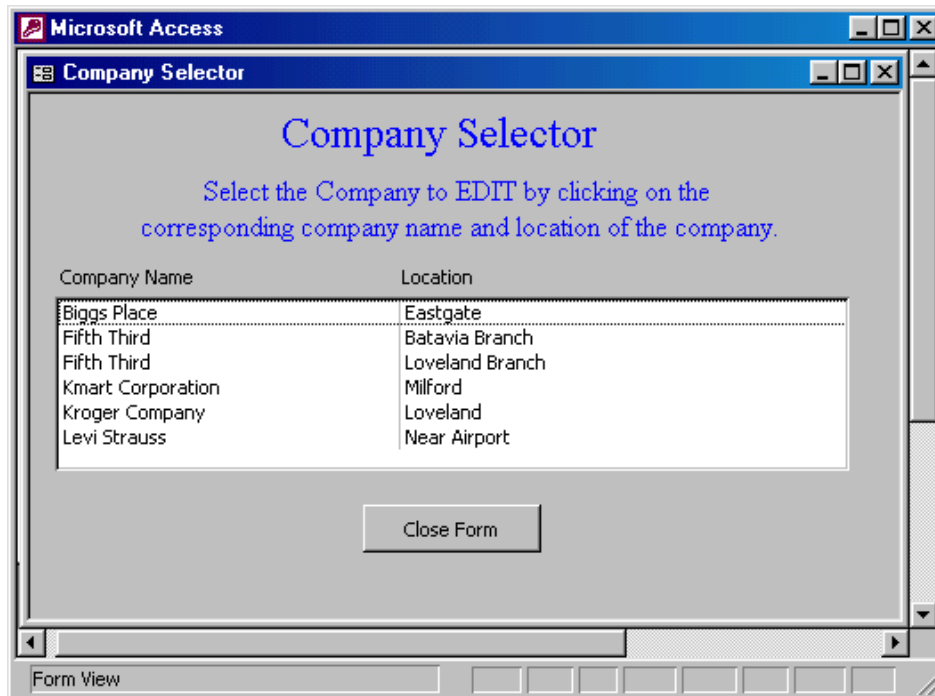 Microsoft Access
Company Selector
Company Selector
Select the Company to EDIT by clicking on the
corresponding company name and location of the company.
Company Name Location
Biggs Place Eastgate
Fifth Third Batavia Branch
Fifth Third Loveland Branch
Kmart Corporation Milford
Kroger Company Loveland
Levi Strauss Near Airport
Close Form
Form View